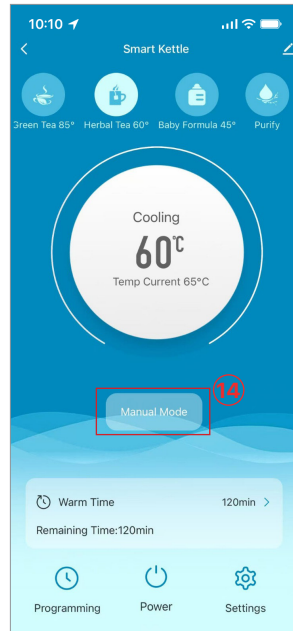 10:10
Smart Kettle
Green Tea 85° Herbal Tea 60° Baby Formula 45° Purify
Cooling
60°C
Temp Current 65°C
14
Manual Mode
Warm Time 120min >
Remaining Time:120min
Programming Power Settings